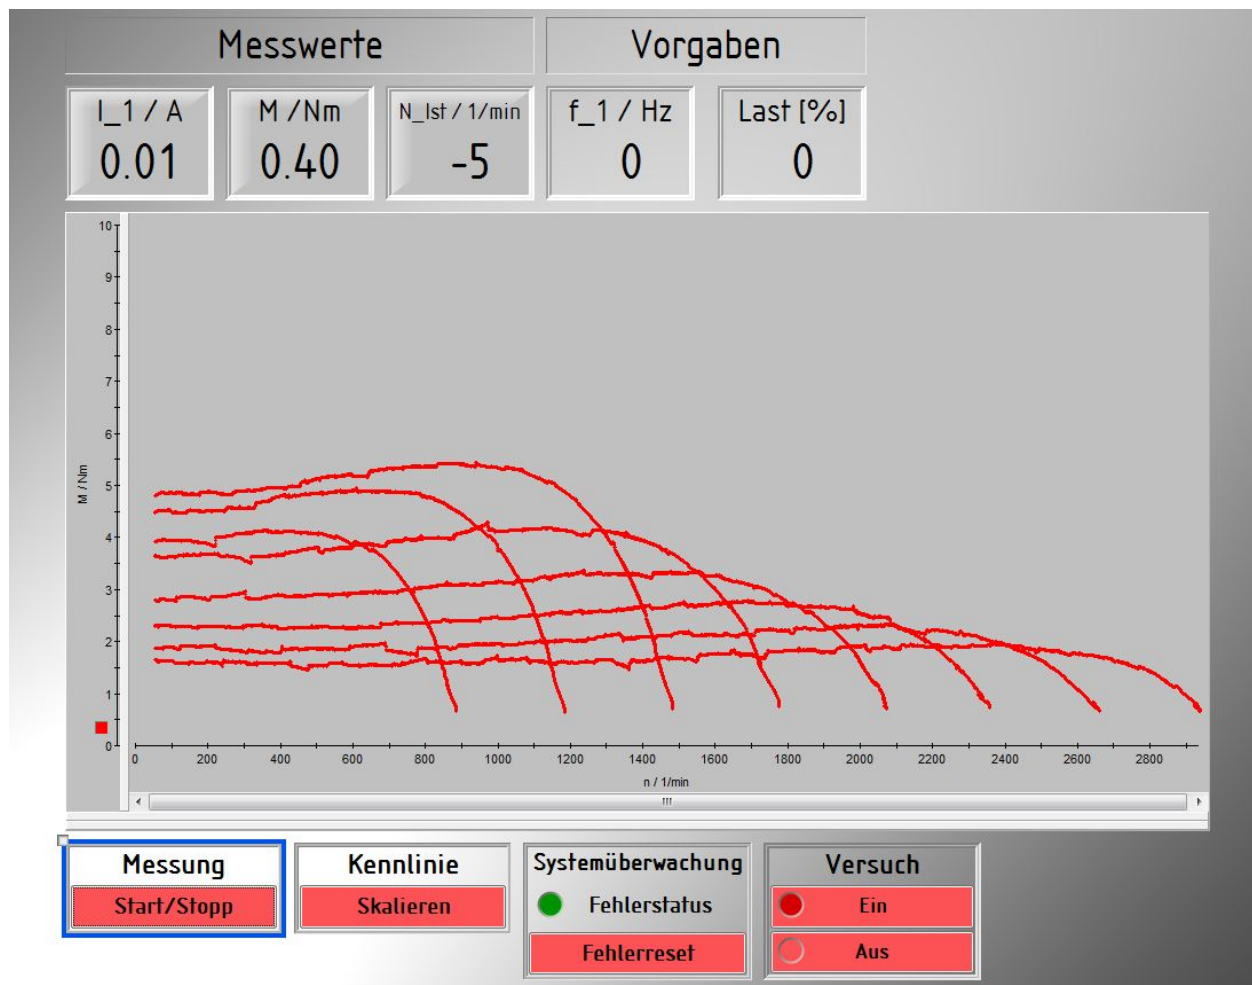 Messwerte
Vorgaben
I_1 / A
M /Nm
N_Ist / 1/min
f_1 / Hz
Last [%]
0.01
0.40
-5
0
0
10
9
8
7
6
5
4
3
2
1
0
M / Nm
0 200 400 600 800 1000 1200 1400 1600 1800 2000 2200 2400 2600 2800
n / 1/min
Messung
Start/Stopp
Kennlinie
Skalieren
Systemüberwachung
Fehlerstatus
Fehlerreset
Versuch
Ein
Aus